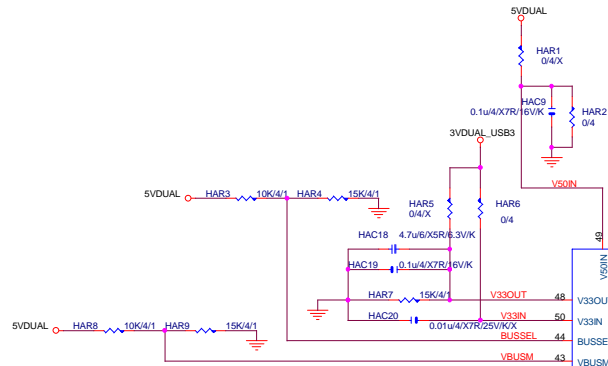 5VDUAL
HAR1
0/4/X
HAC9
0.1u/4/X7R/16V/K
HAR2
0/4
3VDUAL_USB3
5VDUAL
HAR3
10K/4/1
HAR4
15K/4/1
V50IN
HAR5
0/4/X
HAR6
0/4
49
V50IN
HAC18
4.7u/6/X5R/6.3V/K
HAC19
0.1u/4/X7R/16V/K
HAR7
15K/4/1
V33OUT
48
V33OU
HAC20
0.01u/4/X7R/25V/K/X
V33IN
50
V33IN
5VDUAL
HAR8
10K/4/1
HAR9
15K/4/1
BUSSEL
44
BUSSE
VBUSM
43
VBUSM